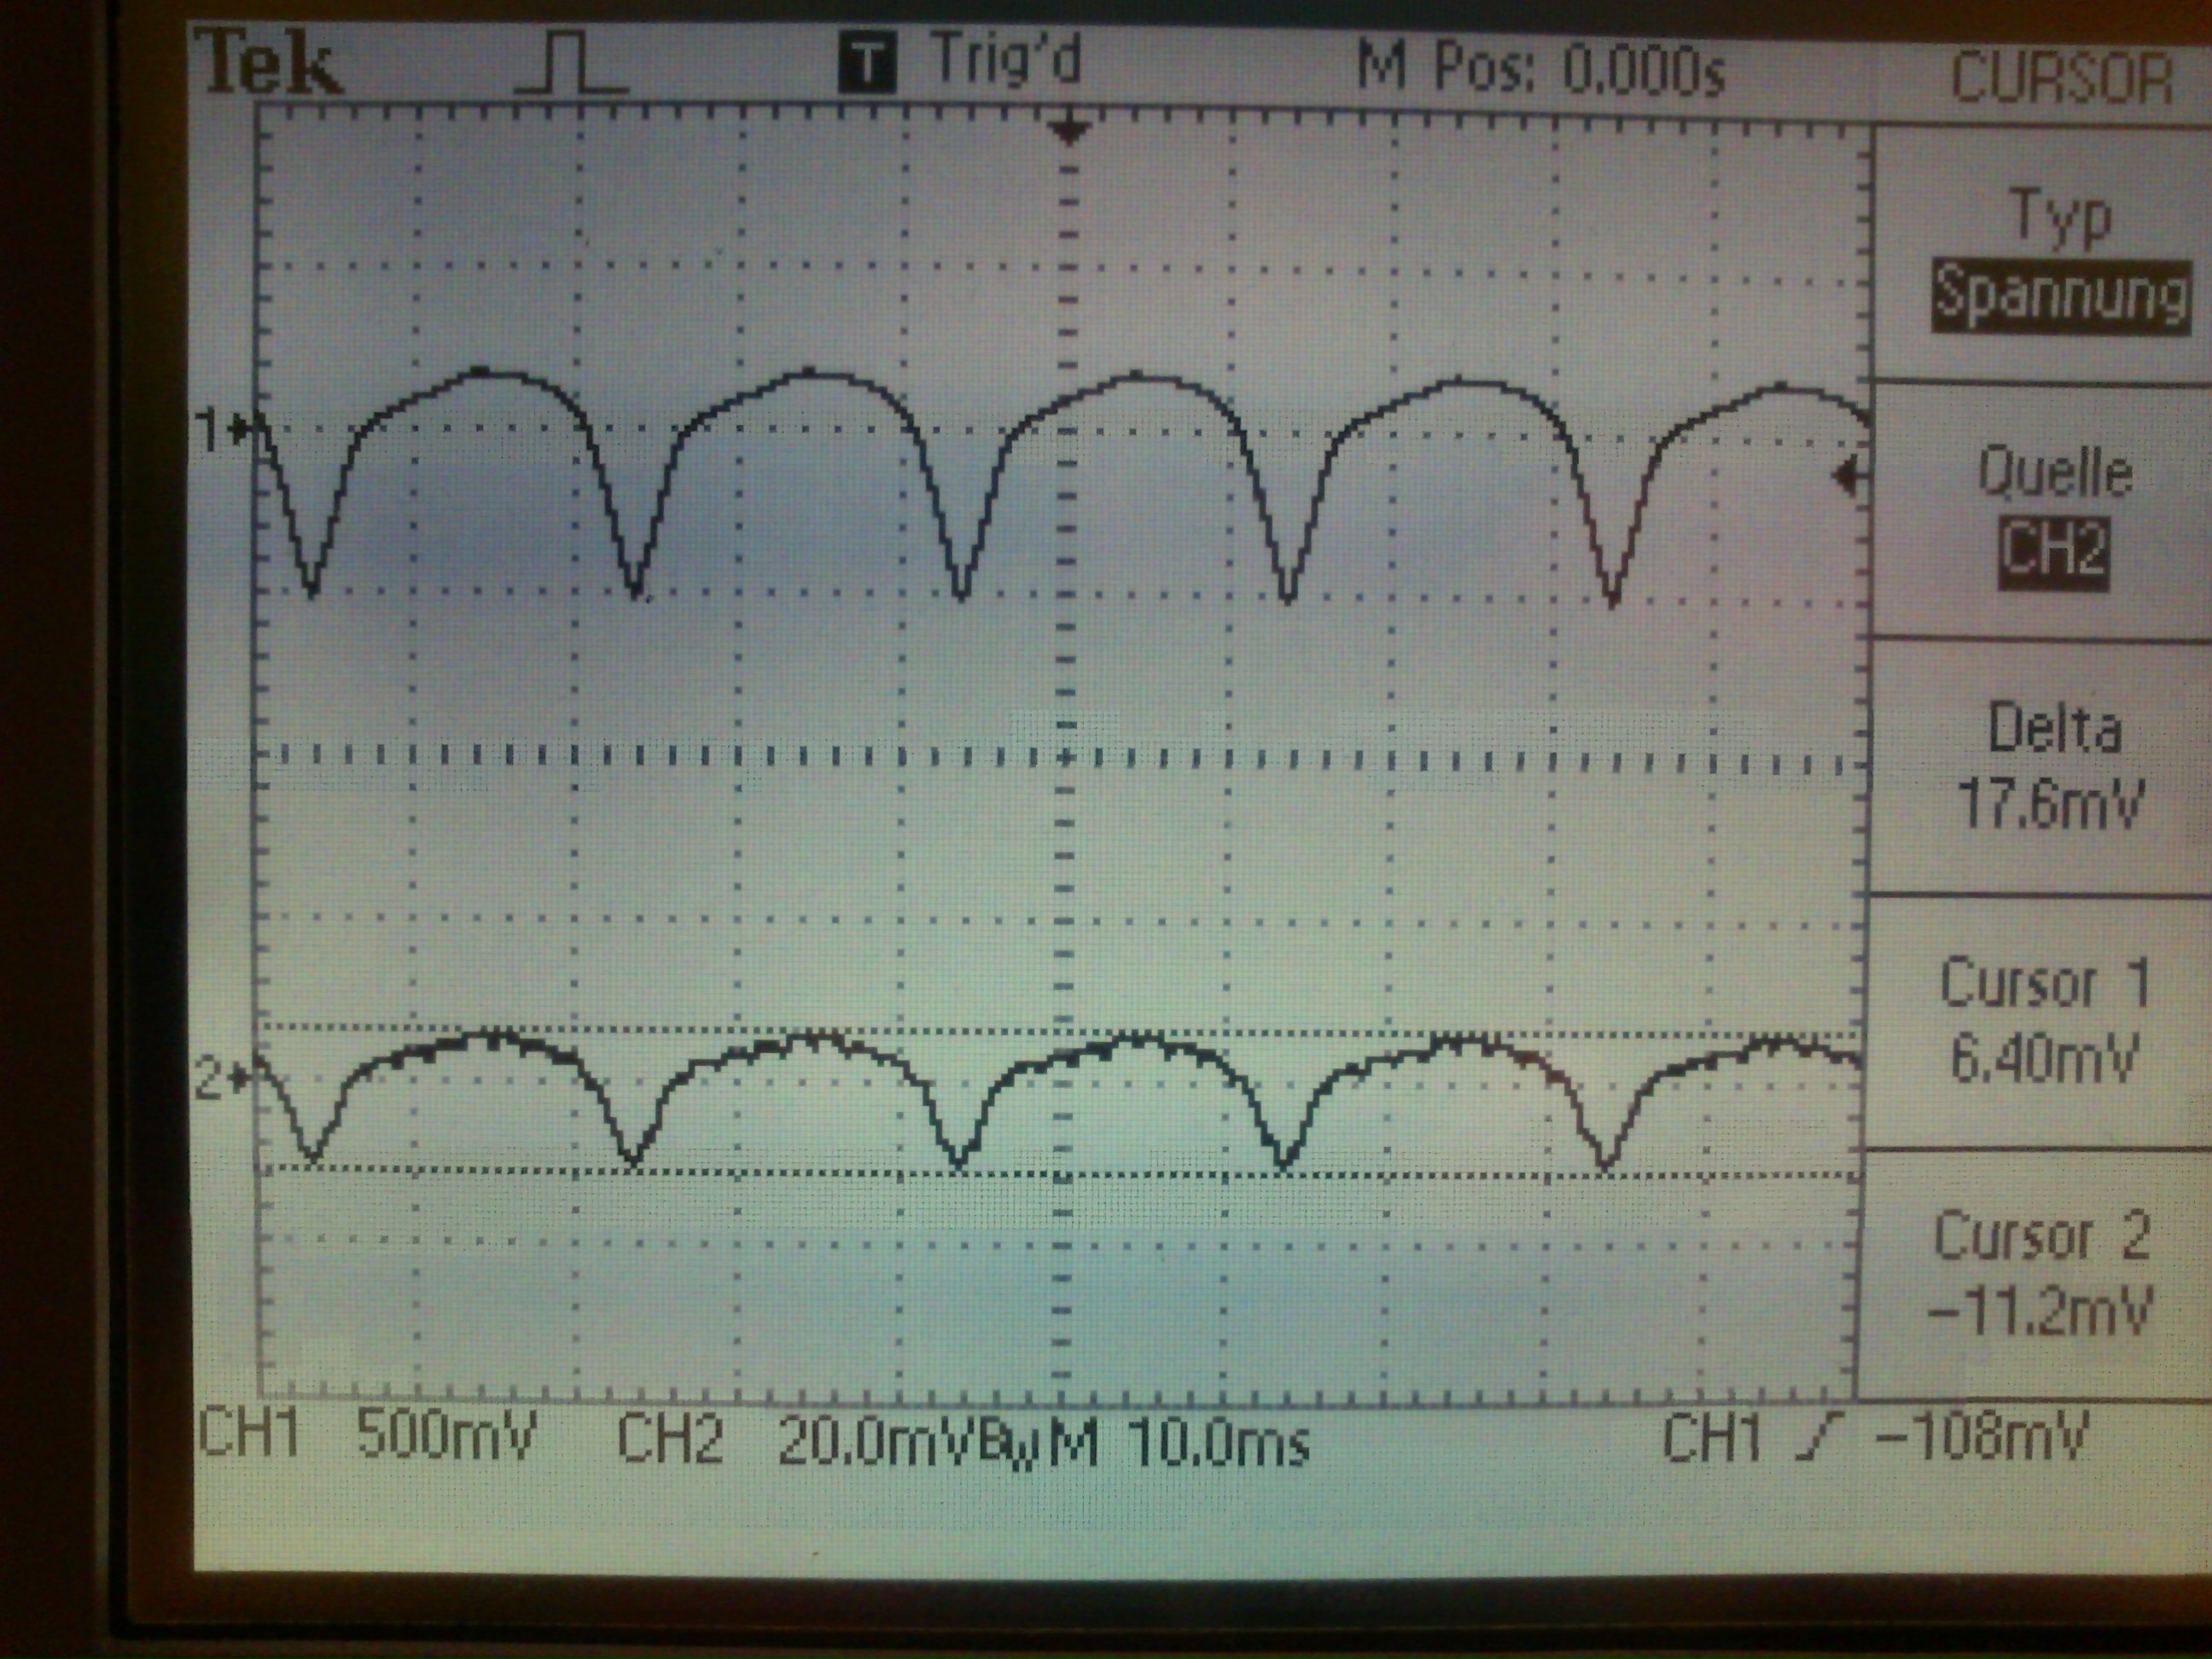 Tek T Trig'd M Pos: 0.000s CURSOR
Typ
Spannung
1
Quelle
CH2
Delta
17.6mV
Cursor 1
6.40mV
2
Cursor 2
-11.2mV
CH1 500mV CH2 20.0mVBW M 10.0ms CH1 -108mV